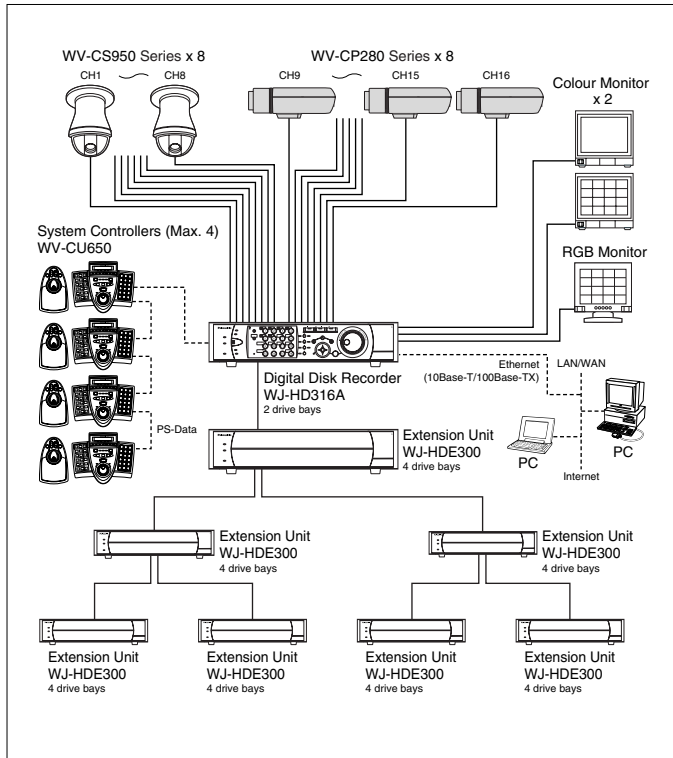 WV-CS950 Series x 8
WV-CP280 Series x 8
CH1
CH8
CH9
CH15
CH16
Colour Monitor
x 2
System Controllers (Max. 4)
WV-CU650
RGB Monitor
Digital Disk Recorder
WJ-HD316A
2 drive bays
Ethernet
(10Base-T/100Base-TX)
LAN/WAN
PS-Data
Extension Unit
WJ-HDE300
4 drive bays
PC
PC
Internet
Extension Unit
WJ-HDE300
4 drive bays
Extension Unit
WJ-HDE300
4 drive bays
Extension Unit
WJ-HDE300
4 drive bays
Extension Unit
WJ-HDE300
4 drive bays
Extension Unit
WJ-HDE300
4 drive bays
Extension Unit
WJ-HDE300
4 drive bays